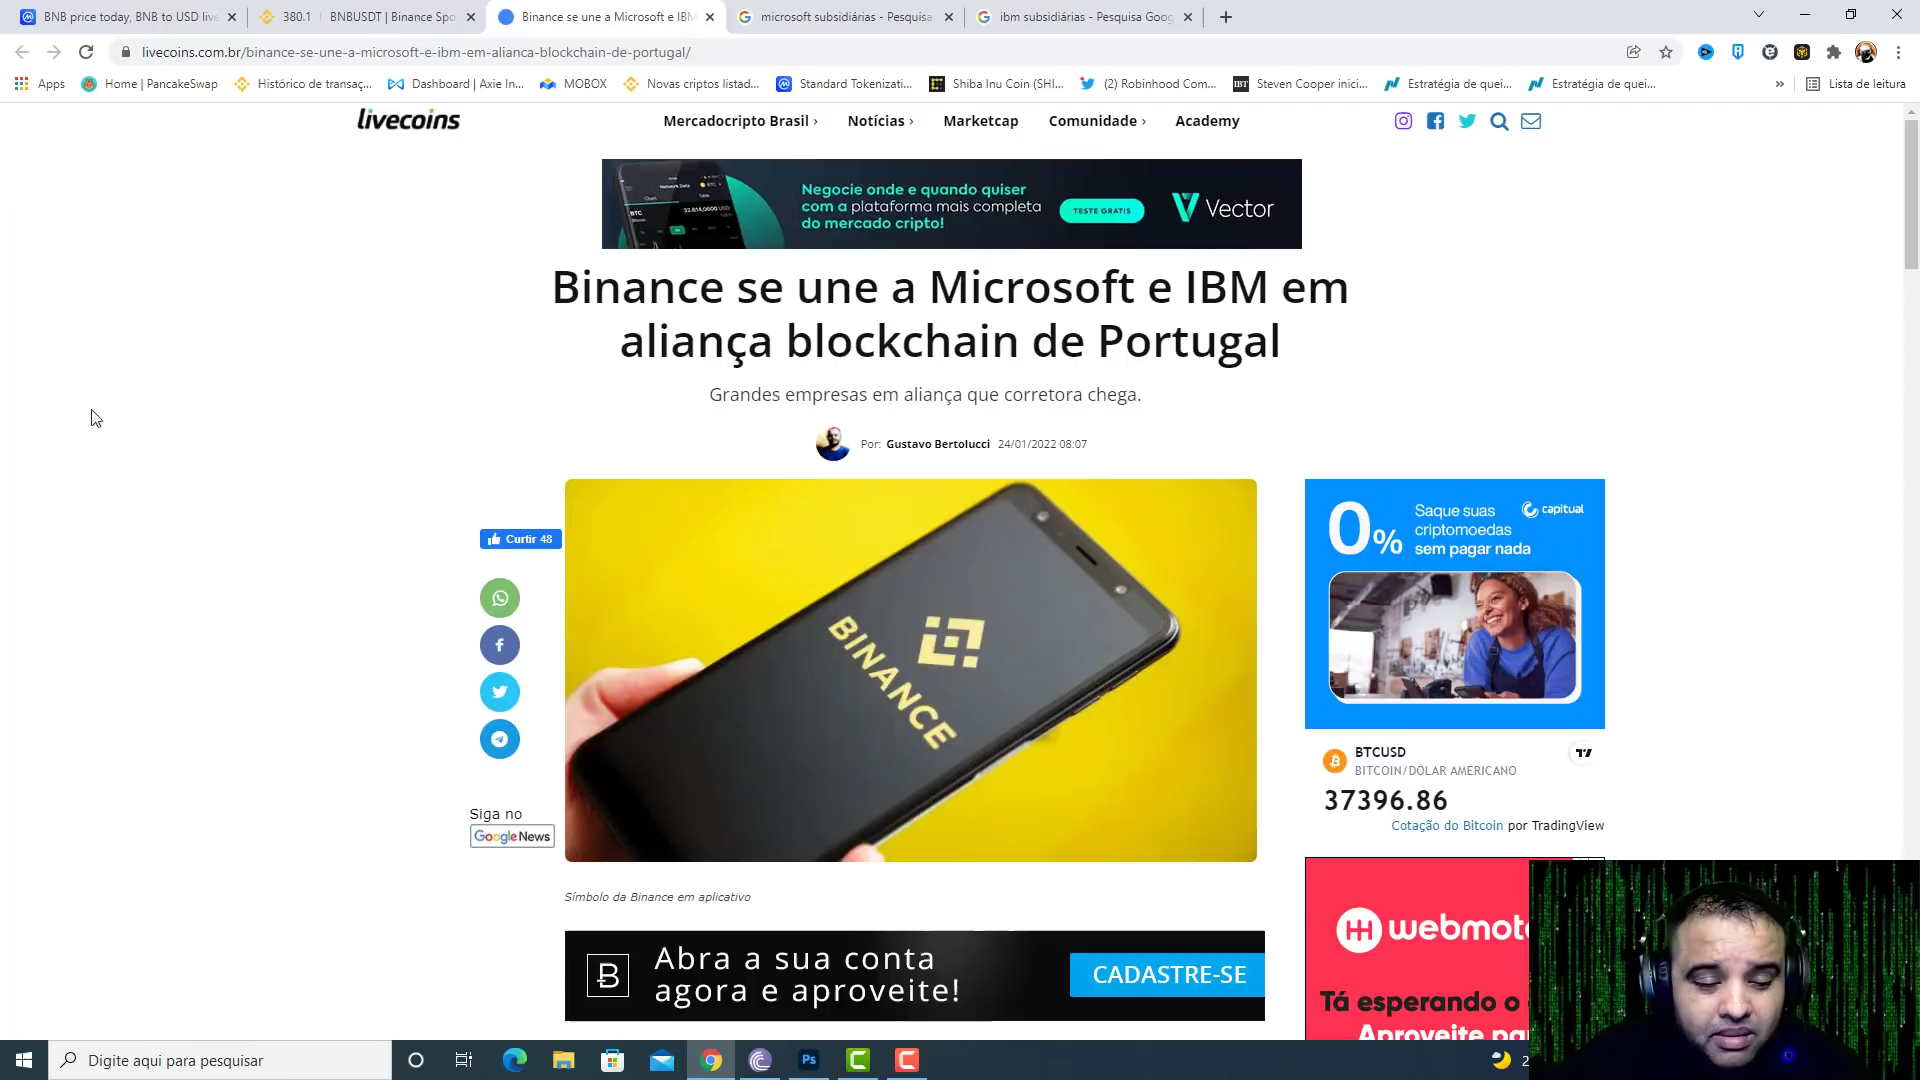 BNB price today, BNB to USD live
380.1 | BNBUSDT | Binance Spo
Binance se une a Microsoft e IBM
microsoft subsidiárias - Pesquisa
ibm subsidiárias - Pesquisa Goog
livecoins.com.br/binance-se-une-a-microsoft-e-ibm-em-alianca-blockchain-de-portugal/
Apps
Home | PancakeSwap
Histórico de transaç...
Dashboard | Axie In...
MOBOX
Novas criptos listad...
Standard Tokenizati...
Shiba Inu Coin (SHI...
(2) Robinhood Com...
IBT
Steven Cooper inici...
Estratégia de quei...
Estratégia de quei...
»
Lista de leitura
livecoins
Mercadocripto Brasil ›
Notícias ›
Marketcap
Comunidade ›
Academy
Negocie onde e quando quiser
com a plataforma mais completa
do mercado cripto!
TESTE GRATIS
Vector
Binance se une a Microsoft e IBM em
aliança blockchain de Portugal
Grandes empresas em aliança que corretora chega.
Por: Gustavo Bertolucci 24/01/2022 08:07
Curtir 48
BINANCE
Siga no
Google News
Símbolo da Binance em aplicativo
Abra a sua conta
agora e aproveite!
CADASTRE-SE
0%
Saque suas
criptomoedas
sem pagar nada
capitual
BTCUSD
BITCOIN/DÓLAR AMERICANO
37396.86
Cotação do Bitcoin por TradingView
webmoto
Tá esperando o
Aproveite pa
Digite aqui para pesquisar
Ps
2